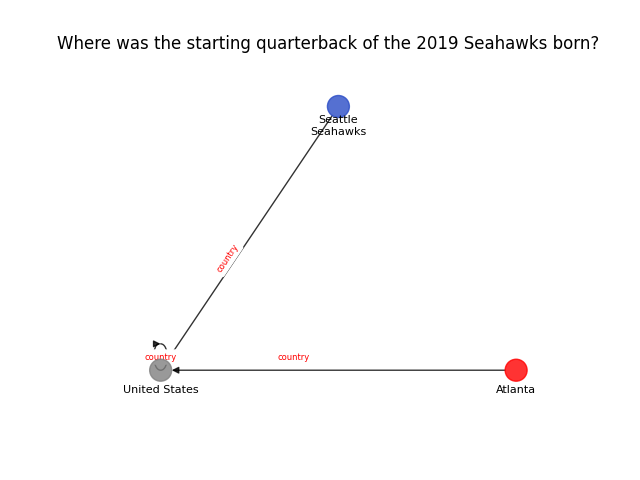 Where was the starting quarterback of the 2019 Seahawks born?
Seattle
Seahawks
country
country
country
United States
Atlanta